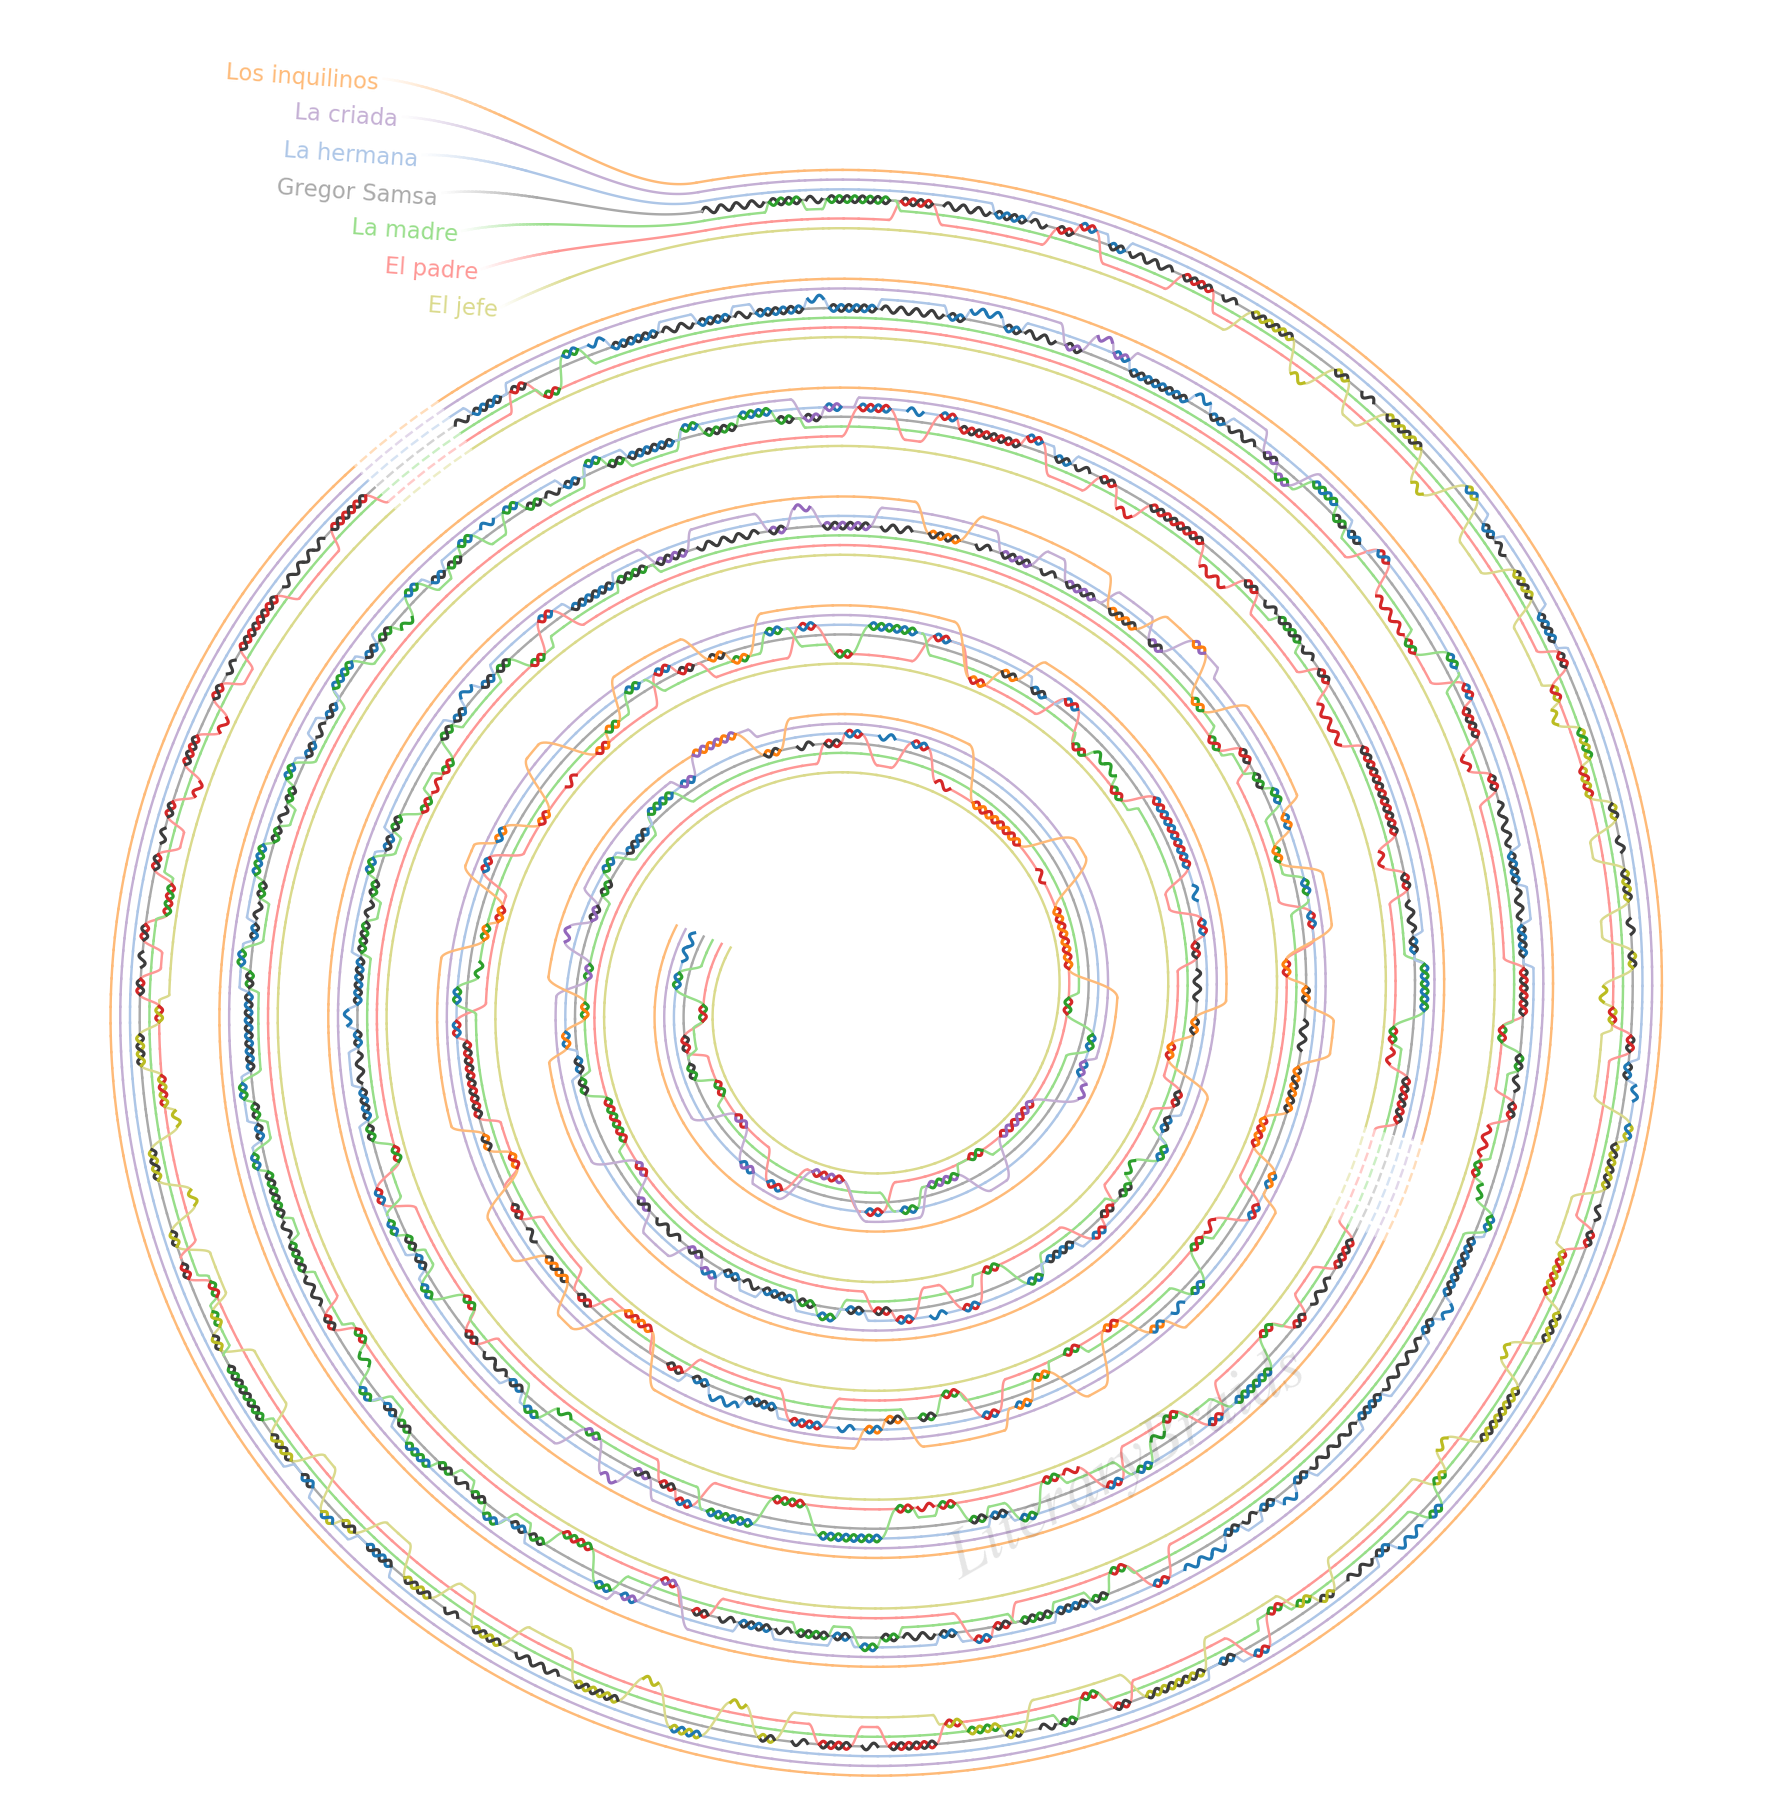 Los inquilinos
La criada
La hermana
Gregor Samsa
La madre
El padre
El jefe